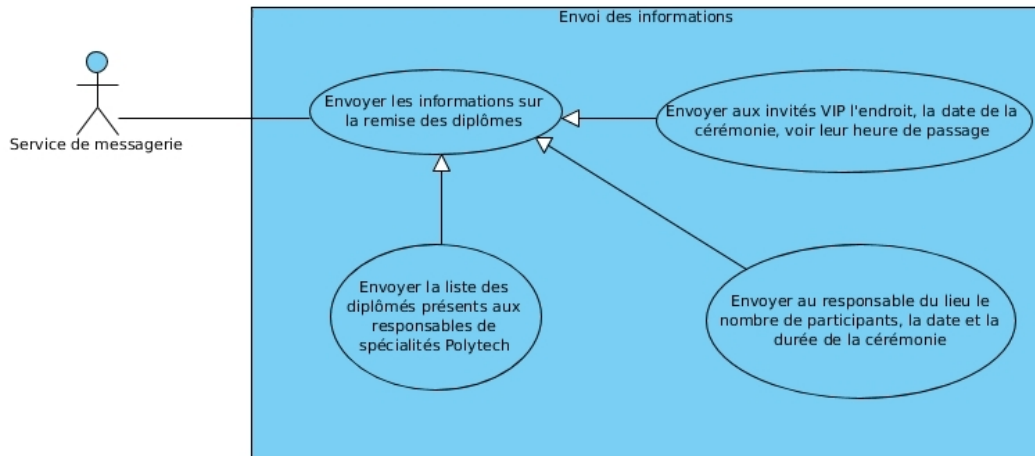 Envoi des informations
Service de messagerie
Envoyer les informations sur
la remise des diplômes
Envoyer aux invités VIP l'endroit, la date de la
cérémonie, voir leur heure de passage
Envoyer la liste des
diplômés présents aux
responsables de
spécialités Polytech
Envoyer au responsable du lieu le
nombre de participants, la date et la
durée de la cérémonie